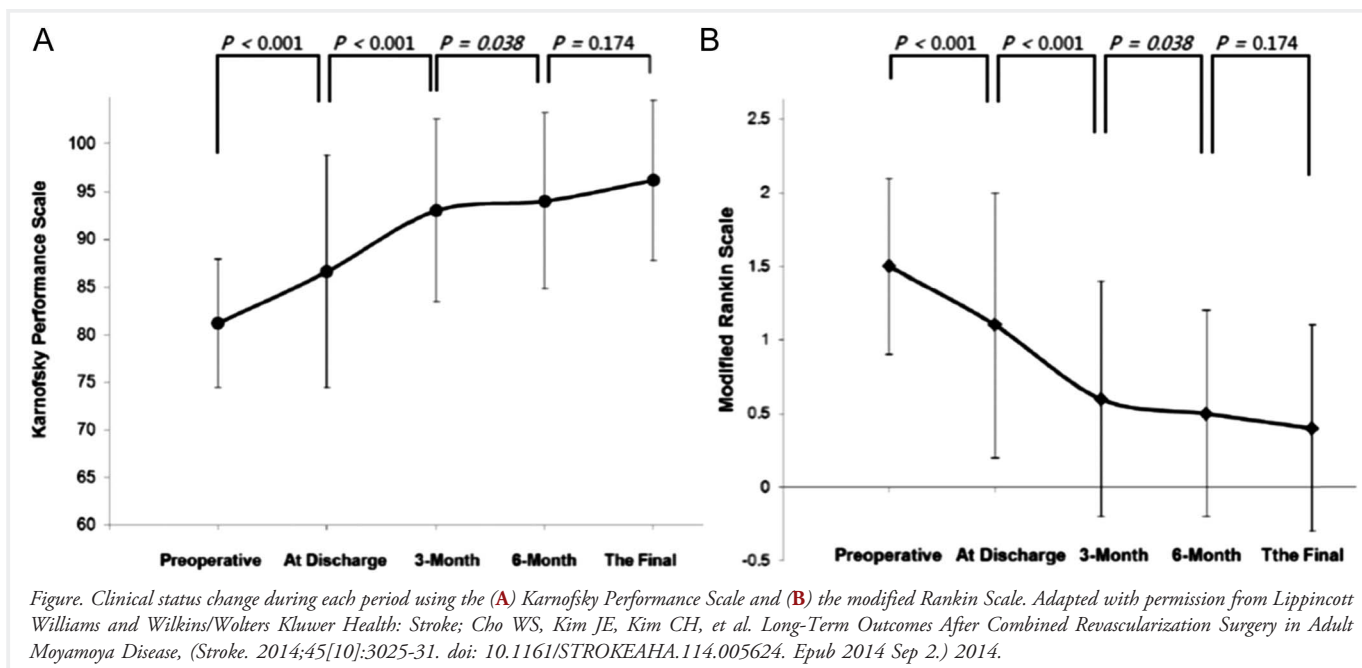 A
P < 0.001
P < 0.001
P = 0.038
P = 0.174
Karnofsky Performance Scale
100
95
90
85
80
75
70
65
60
Preoperative
At Discharge
3-Month
6-Month
The Final
B
P < 0.001
P < 0.001
P = 0.038
P = 0.174
Modified Rankin Scale
2.5
2
1.5
1
0.5
0
-0.5
Preoperative
At Discharge
3-Month
6-Month
Tthe Final
Figure. Clinical status change during each period using the (A) Karnofsky Performance Scale and (B) the modified Rankin Scale. Adapted with permission from Lippincott
Williams and Wilkins/Wolters Kluwer Health: Stroke; Cho WS, Kim JE, Kim CH, et al. Long-Term Outcomes After Combined Revascularization Surgery in Adult
Moyamoya Disease, (Stroke. 2014;45[10]:3025-31. doi: 10.1161/STROKEAHA.114.005624. Epub 2014 Sep 2.) 2014.